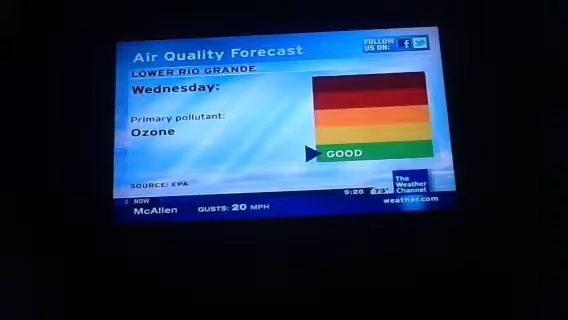 Air Quality Forecast
FOLLOW
US ON:
LOWER RIO GRANDE
Wednesday:
Primary pollutant:
Ozone
GOOD
SOURCE: EPA
The
Weather
Channel
9:28 73°
weather.com
NOW
McAllen GUSTS: 20 MPH